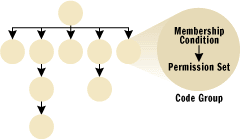 Membership
Condition
Permission Set
Code Group